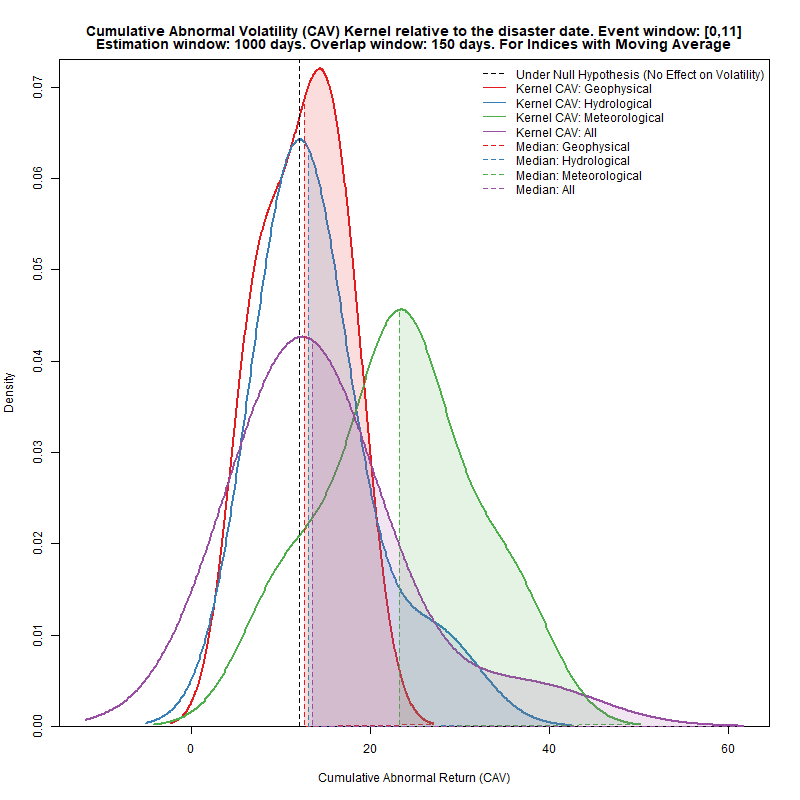 Cumulative Abnormal Volatility (CAV) Kernel relative to the disaster date. Event window: [0,11]
Estimation window: 1000 days. Overlap window: 150 days. For Indices with Moving Average
Under Null Hypothesis (No Effect on Volatility)
Kernel CAV: Geophysical
Kernel CAV: Hydrological
Kernel CAV: Meteorological
Kernel CAV: All
Median: Geophysical
Median: Hydrological
Median: Meteorological
Median: All
0.07
0.06
0.05
0.04
0.03
0.02
0.01
0.00
Density
0 20 40 60
Cumulative Abnormal Return (CAV)